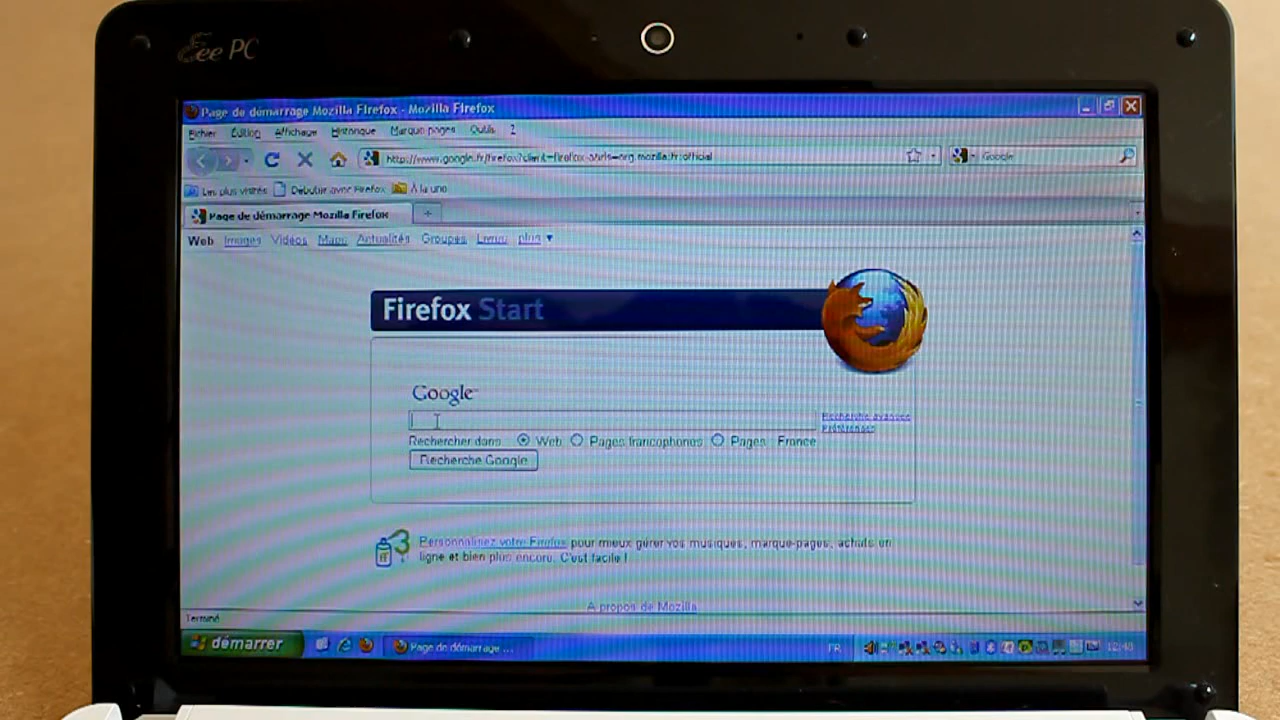 Eee PC
Page de démarrage Mozilla Firefox - Mozilla Firefox
Fichier Édition Affichage Historique Marque-pages Outils ?
http://www.google.fr/firefox?client=firefox-a&rls=org.mozilla:fr:official
Google
Les plus visités Débuter avec Firefox À la une
Page de démarrage Mozilla Firefox
Web Images Vidéos Maps Actualités Groupes Livres plus ▼
Firefox Start
Google™
Recherche avancée
Préférences
Rechercher dans : Web Pages francophones Pages : France
Recherche Google
Personnalisez votre Firefox pour mieux gérer vos musiques, marque-pages, achats en
ligne et bien plus encore. C'est facile !
A propos de Mozilla
Terminé
démarrer
Page de démarrage ...
FR
12:48